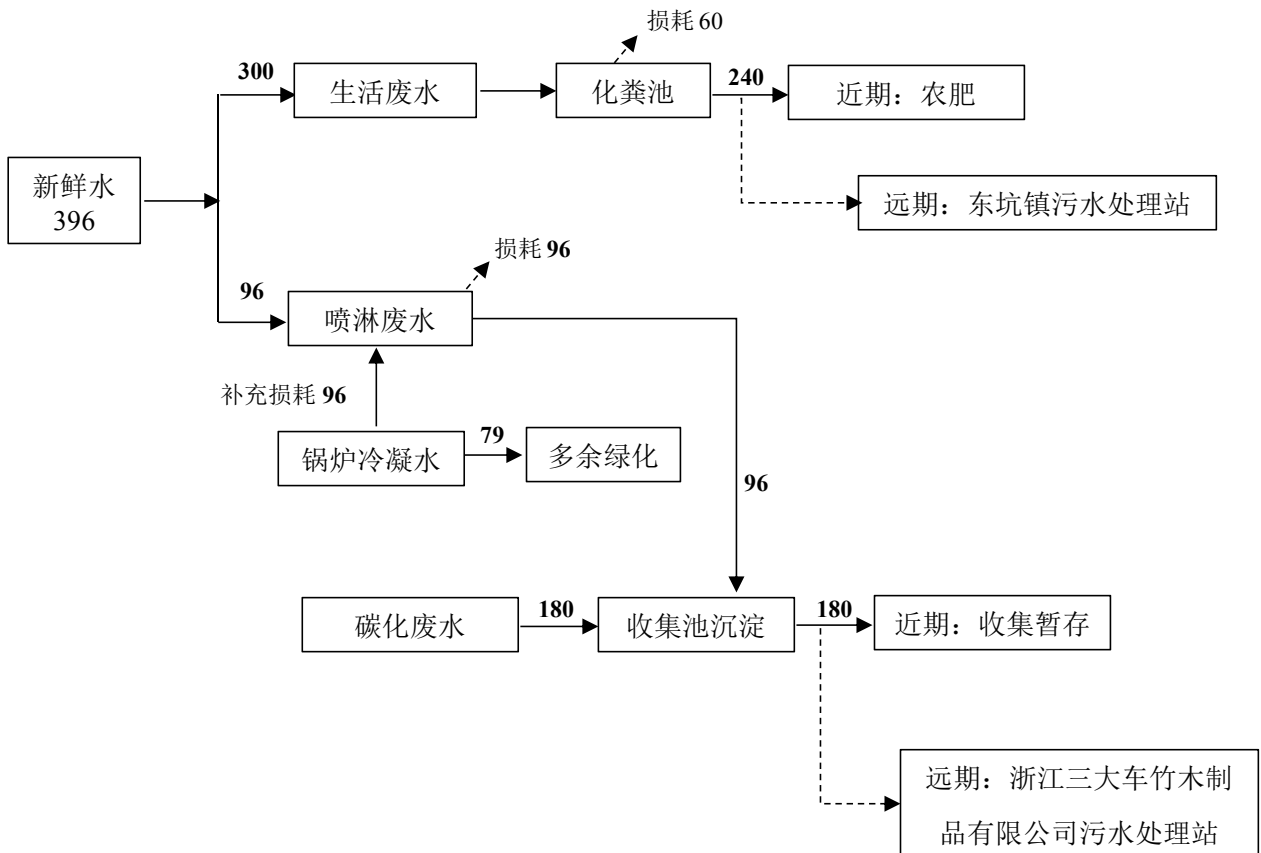 损耗 60
300
生活废水
化粪池
240
近期：农肥
新鲜水
396
远期：东坑镇污水处理站
损耗 96
96
喷淋废水
补充损耗 96
锅炉冷凝水
79
多余绿化
96
碳化废水
180
收集池沉淀
180
近期：收集暂存
远期：浙江三大车竹木制
品有限公司污水处理站